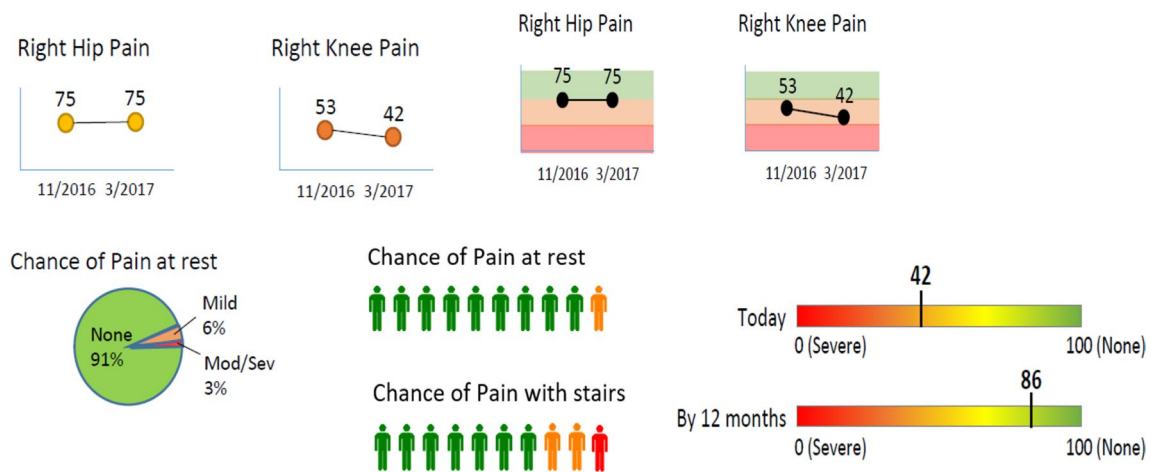 Right Hip Pain
75 75
11/2016 3/2017
Right Knee Pain
53 42
11/2016 3/2017
Right Hip Pain
75 75
11/2016 3/2017
Right Knee Pain
53 42
11/2016 3/2017
Chance of Pain at rest
None
91%
Mild
6%
Mod/Sev
3%
Chance of Pain at rest
Chance of Pain with stairs
42
Today
0 (Severe) 100 (None)
86
By 12 months
0 (Severe) 100 (None)